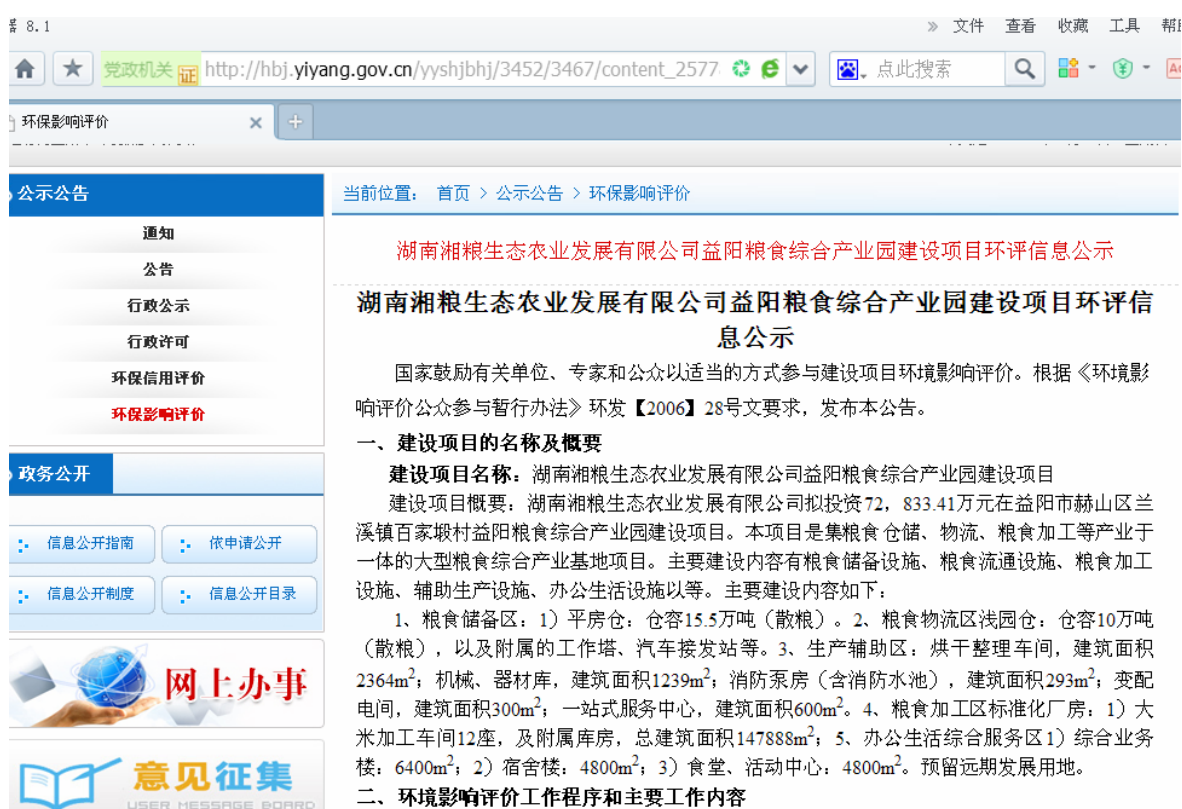 器 8.1
» 文件 查看 收藏 工具
党政机关 证 http://hbj.yiyang.gov.cn/yyshjbhj/3452/3467/content_2577
点此搜索
环保影响评价
公示公告
通知
公告
行政公示
行政许可
环保信用评价
环保影响评价
政务公开
信息公开指南
依申请公开
信息公开制度
信息公开目录
网上办事
意见征集
USER MESSAGE BOARD
当前位置： 首页 > 公示公告 > 环保影响评价
湖南湘粮生态农业发展有限公司益阳粮食综合产业园建设项目环评信息公示
湖南湘粮生态农业发展有限公司益阳粮食综合产业园建设项目环评信
息公示
国家鼓励有关单位、专家和公众以适当的方式参与建设项目环境影响评价。根据《环境影
响评价公众参与暂行办法》环发【2006】28号文要求，发布本公告。
一、建设项目的名称及概要
建设项目名称：湖南湘粮生态农业发展有限公司益阳粮食综合产业园建设项目
建设项目概要：湖南湘粮生态农业发展有限公司拟投资72，833.41万元在益阳市赫山区兰
溪镇百家塅村益阳粮食综合产业园建设项目。本项目是集粮食仓储、物流、粮食加工等产业于
一体的大型粮食综合产业基地项目。主要建设内容有粮食储备设施、粮食流通设施、粮食加工
设施、辅助生产设施、办公生活设施以等。主要建设内容如下：
1、粮食储备区：1）平房仓：仓容15.5万吨（散粮）。2、粮食物流区浅园仓：仓容10万吨
（散粮），以及附属的工作塔、汽车接发站等。3、生产辅助区：烘干整理车间，建筑面积
2364m²；机械、器材库，建筑面积1239m²；消防泵房（含消防水池），建筑面积293m²；变配
电间，建筑面积300m²；一站式服务中心，建筑面积600m²。4、粮食加工区标准化厂房：1）大
米加工车间12座，及附属库房，总建筑面积147888m²；5、办公生活综合服务区1）综合业务
楼：6400m²；2）宿舍楼：4800m²；3）食堂、活动中心：4800m²。预留远期发展用地。
二、环境影响评价工作程序和主要工作内容